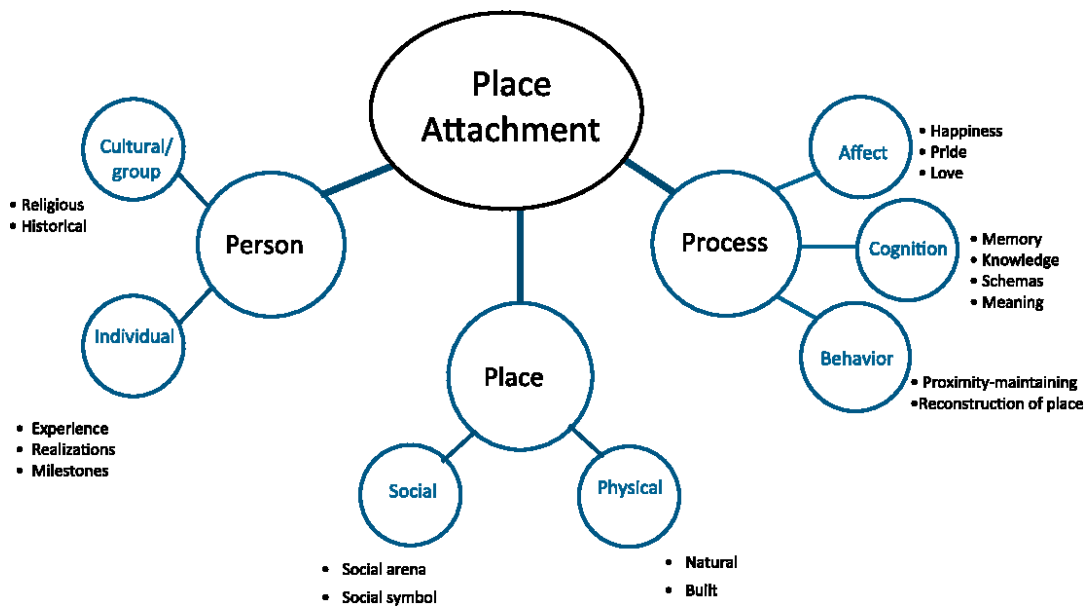 Place
Attachment
Cultural/
group
• Religious
• Historical
Person
Individual
• Experience
• Realizations
• Milestones
Place
Social
• Social arena
• Social symbol
Physical
• Natural
• Built
Process
Affect
• Happiness
• Pride
• Love
Cognition
• Memory
• Knowledge
• Schemas
• Meaning
Behavior
• Proximity-maintaining
•Reconstruction of place